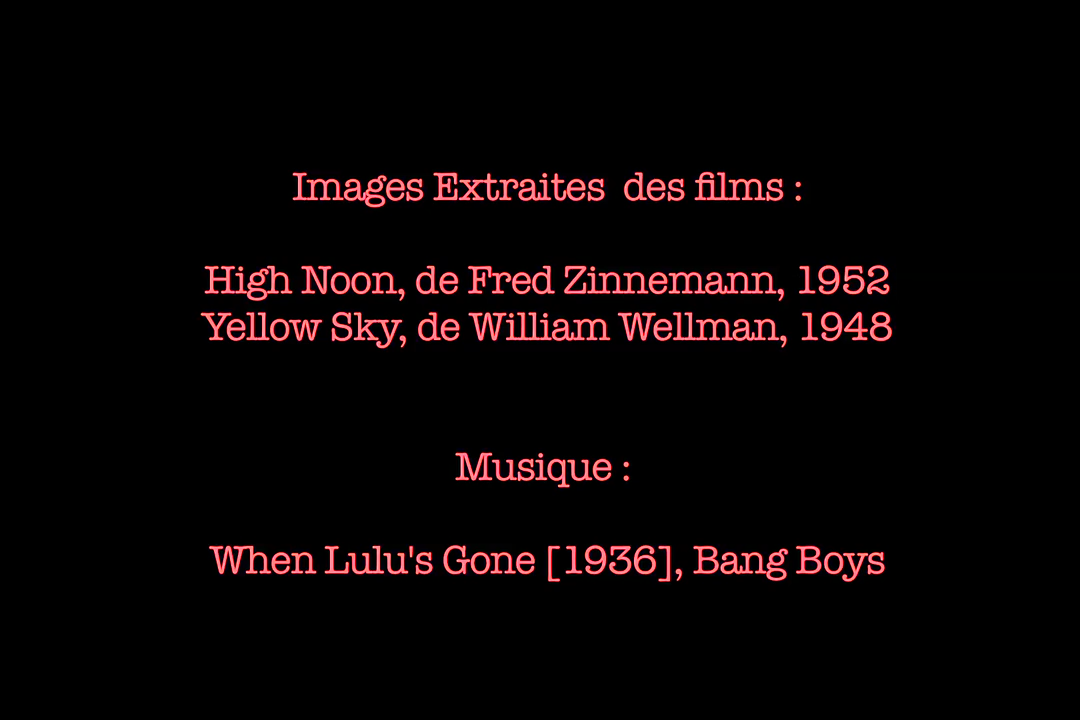 Images Extraites  des films :
High Noon, de Fred Zinnemann, 1952
Yellow Sky, de William Wellman, 1948
Musique :
When Lulu's Gone [1936], Bang Boys